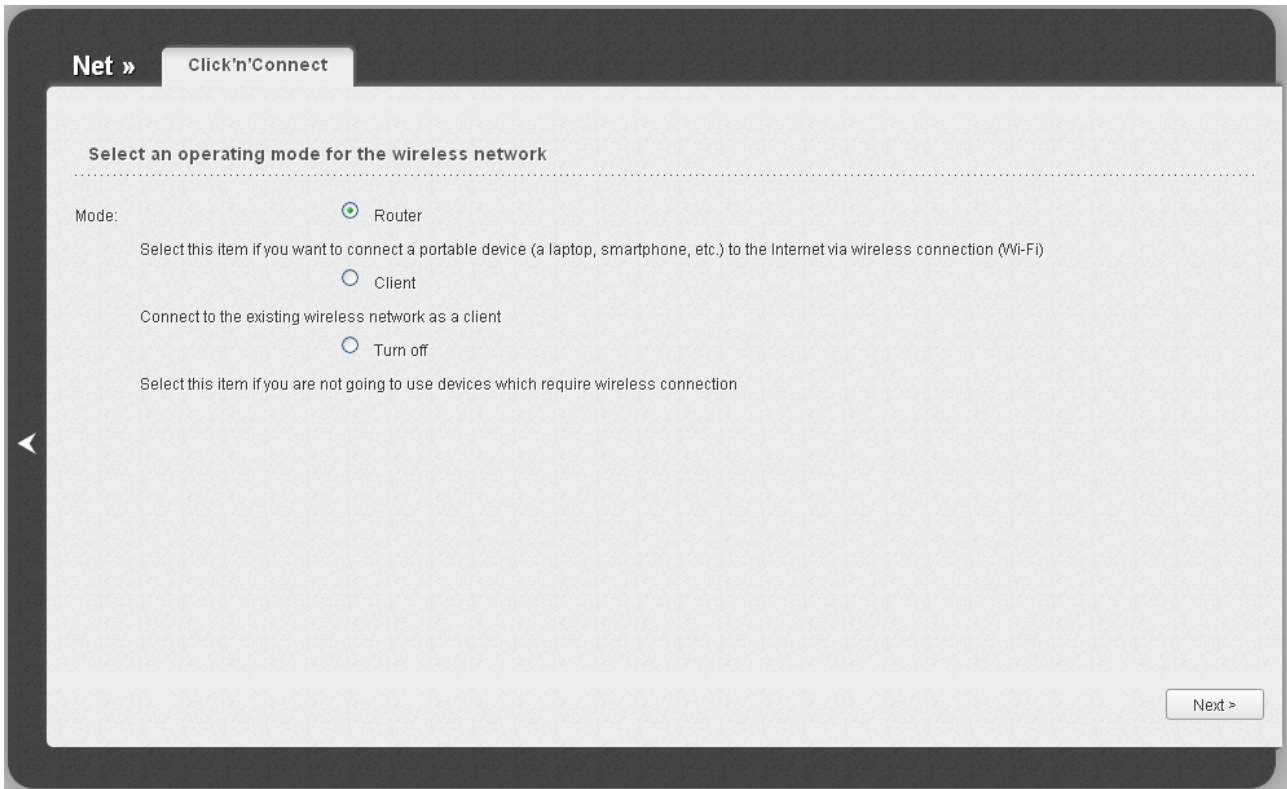 Net »
Click'n'Connect
Select an operating mode for the wireless network
Mode:
Router
Select this item if you want to connect a portable device (a laptop, smartphone, etc.) to the Internet via wireless connection (Wi-Fi)
Client
Connect to the existing wireless network as a client
Turn off
Select this item if you are not going to use devices which require wireless connection
Next >